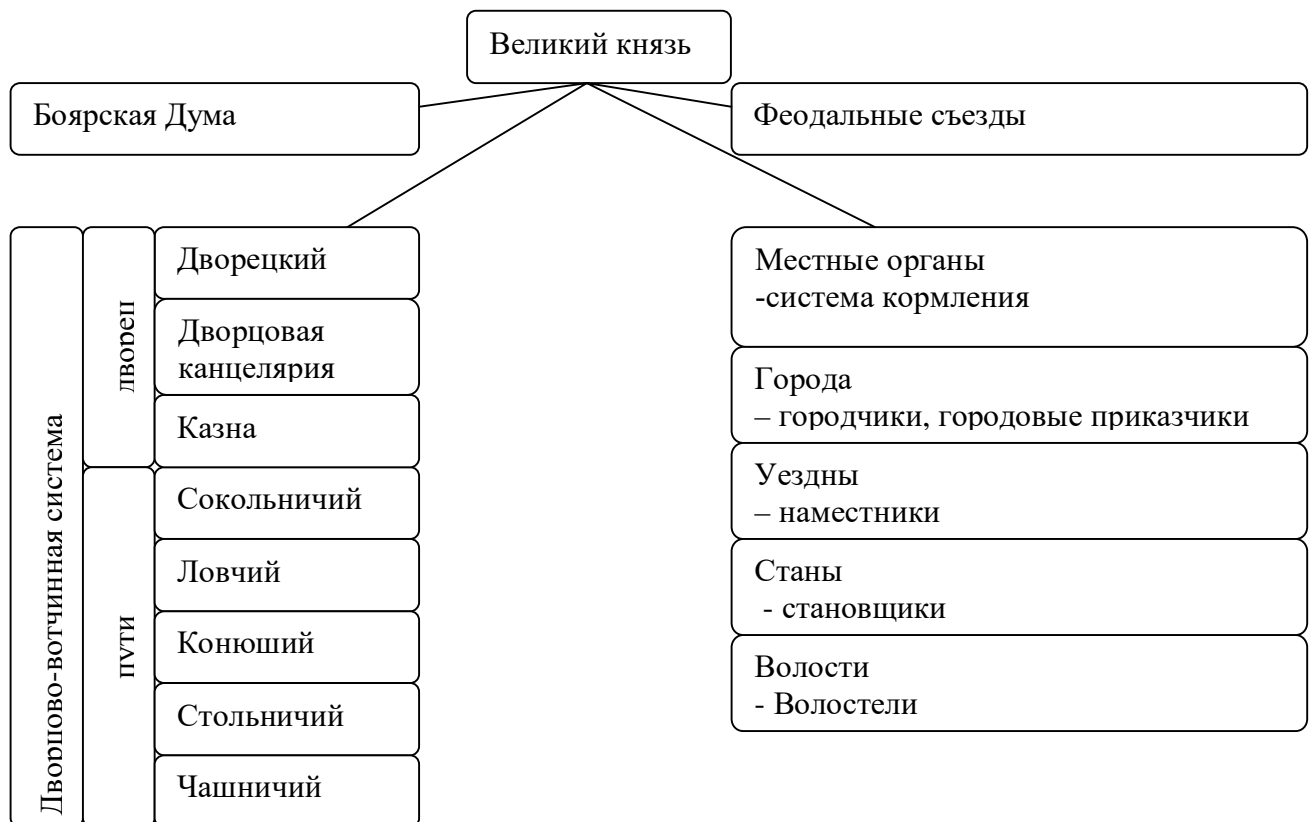 Великий князь
Боярская Дума
Феодальные съезды
Дворцово-вотчинная система
дворец
Дворецкий
Дворцовая
канцелярия
Казна
пути
Сокольничий
Ловчий
Конюший
Стольничий
Чашничий
Местные органы
-система кормления
Города
– городчики, городовые приказчики
Уездны
– наместники
Станы
- становщики
Волости
- Волостели